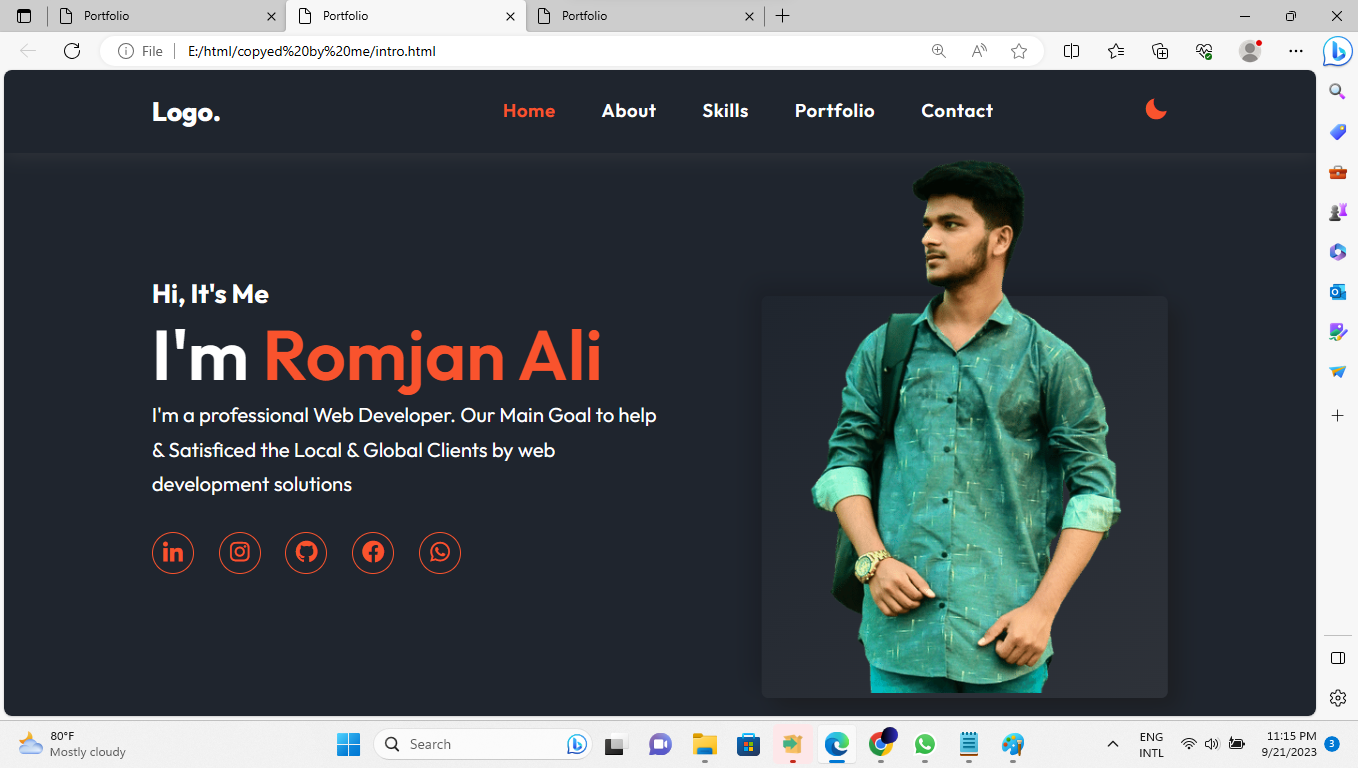 Portfolio
Portfolio
Portfolio
File
E:/html/copyed%20by%20me/intro.html
Logo.
Home
About
Skills
Portfolio
Contact
Hi, It's Me
I'm Romjan Ali
I'm a professional Web Developer. Our Main Goal to help
& Satisficed the Local & Global Clients by web
development solutions
80°F
Mostly cloudy
Search
ENG
INTL
11:15 PM
9/21/2023
3